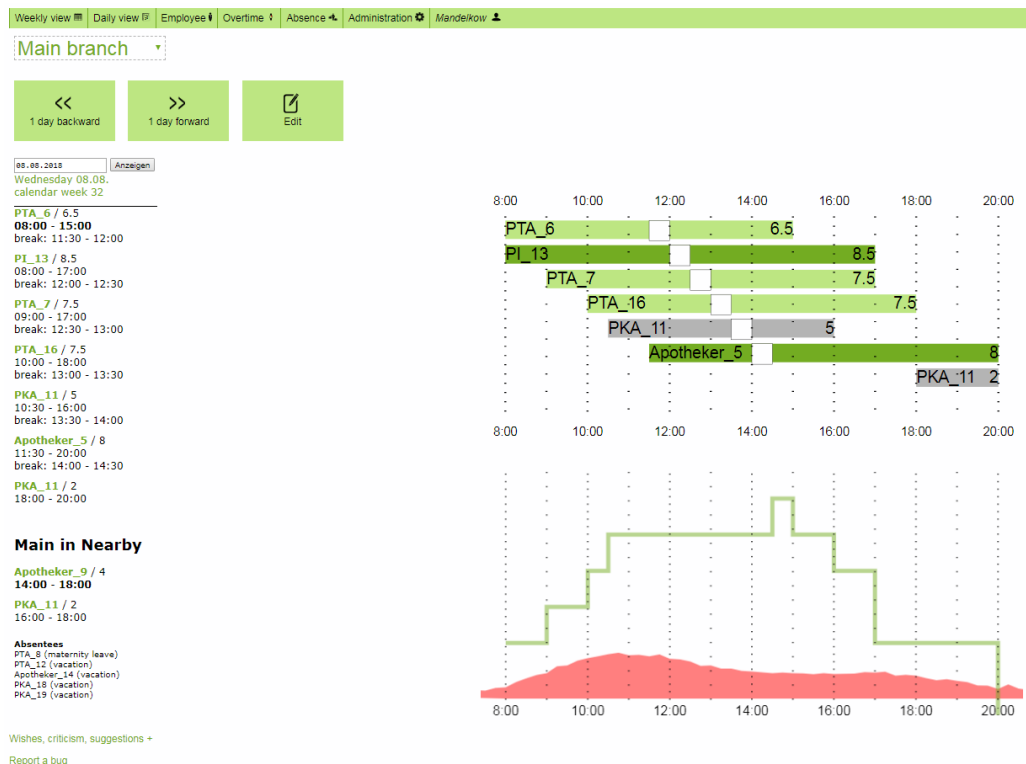 Weekly view Daily view Employee Overtime Absence Administration Mandelkow
Main branch
<< >>
1 day backward 1 day forward Edit
08.08.2018 Anzeigen
Wednesday 08.08.
calendar week 32
PTA_6 / 6.5
08:00 - 15:00
break: 11:30 - 12:00
PI_13 / 8.5
08:00 - 17:00
break: 12:00 - 12:30
PTA_7 / 7.5
09:00 - 17:00
break: 12:30 - 13:00
PTA_16 / 7.5
10:00 - 18:00
break: 13:00 - 13:30
PKA_11 / 5
10:30 - 16:00
break: 13:30 - 14:00
Apotheker_5 / 8
11:30 - 20:00
break: 14:00 - 14:30
PKA_11 / 2
18:00 - 20:00
Main in Nearby
Apotheker_9 / 4
14:00 - 18:00
PKA_11 / 2
16:00 - 18:00
Absentees
PTA_8 (maternity leave)
PTA_12 (vacation)
Apotheker_14 (vacation)
PKA_18 (vacation)
PKA_19 (vacation)
8:00 10:00 12:00 14:00 16:00 18:00 20:00
PTA_6 6.5
PI_13 8.5
PTA_7 7.5
PTA_16 7.5
PKA_11 5
Apotheker_5 8
PKA_11 2
8:00 10:00 12:00 14:00 16:00 18:00 20:00
8:00 10:00 12:00 14:00 16:00 18:00 20:00
Wishes, criticism, suggestions +
Report a bug